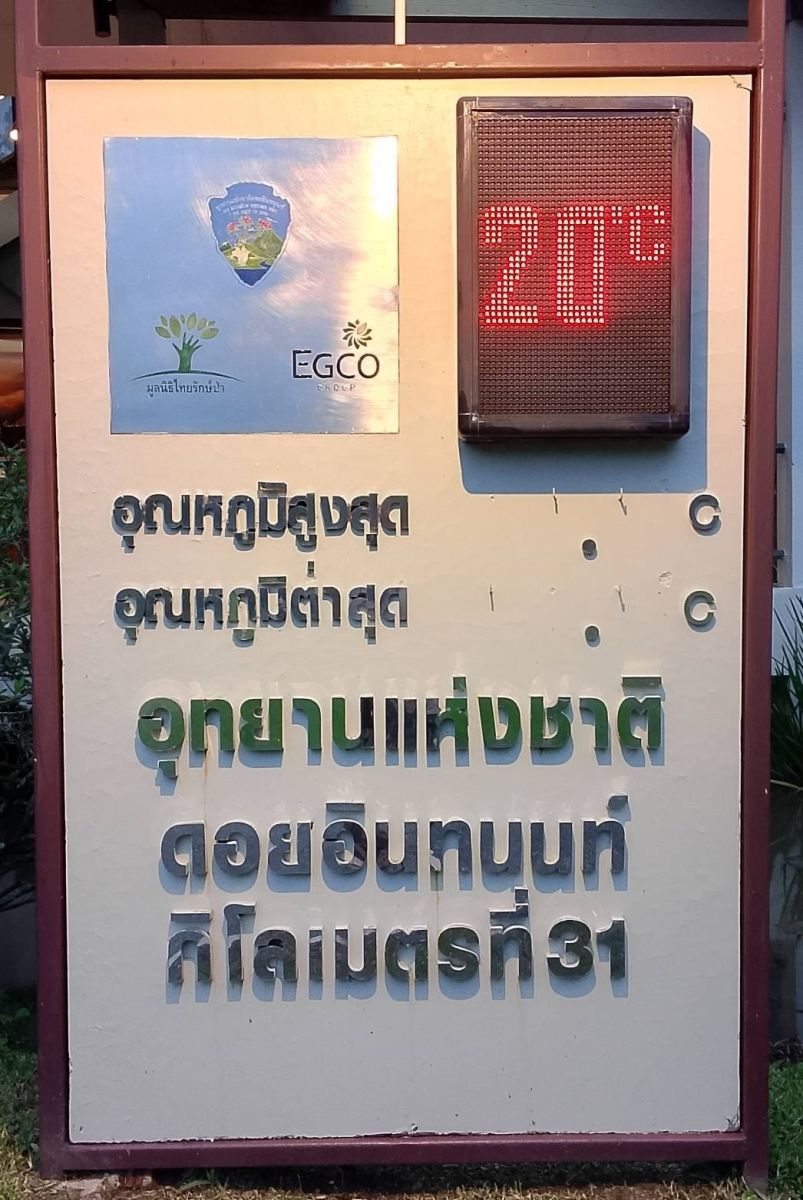 มูลนิธิไทยรักษ์ป่า
EGCO
GROUP
20°C
อุณหภูมิสูงสุด . C
อุณหภูมิต่ำสุด . C
อุทยานแห่งชาติ
ดอยอินทนนท์
กิโลเมตรที่ 31